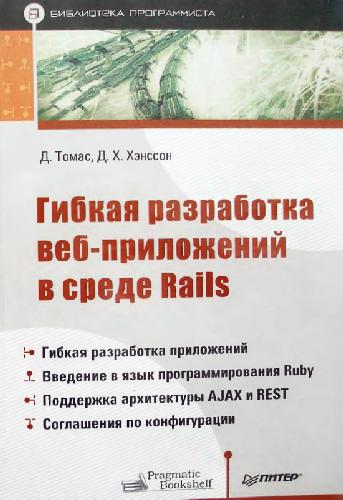 БИБЛИОТЕКА ПРОГРАММИСТА
Д. Томас, Д. Х. Хэнссон
Гибкая разработка
веб-приложений
в среде Rails
Гибкая разработка приложений
Введение в язык программирования Ruby
Поддержка архитектуры AJAX и REST
Соглашения по конфигурации
Pragmatic
Bookshelf
ПИТЕР